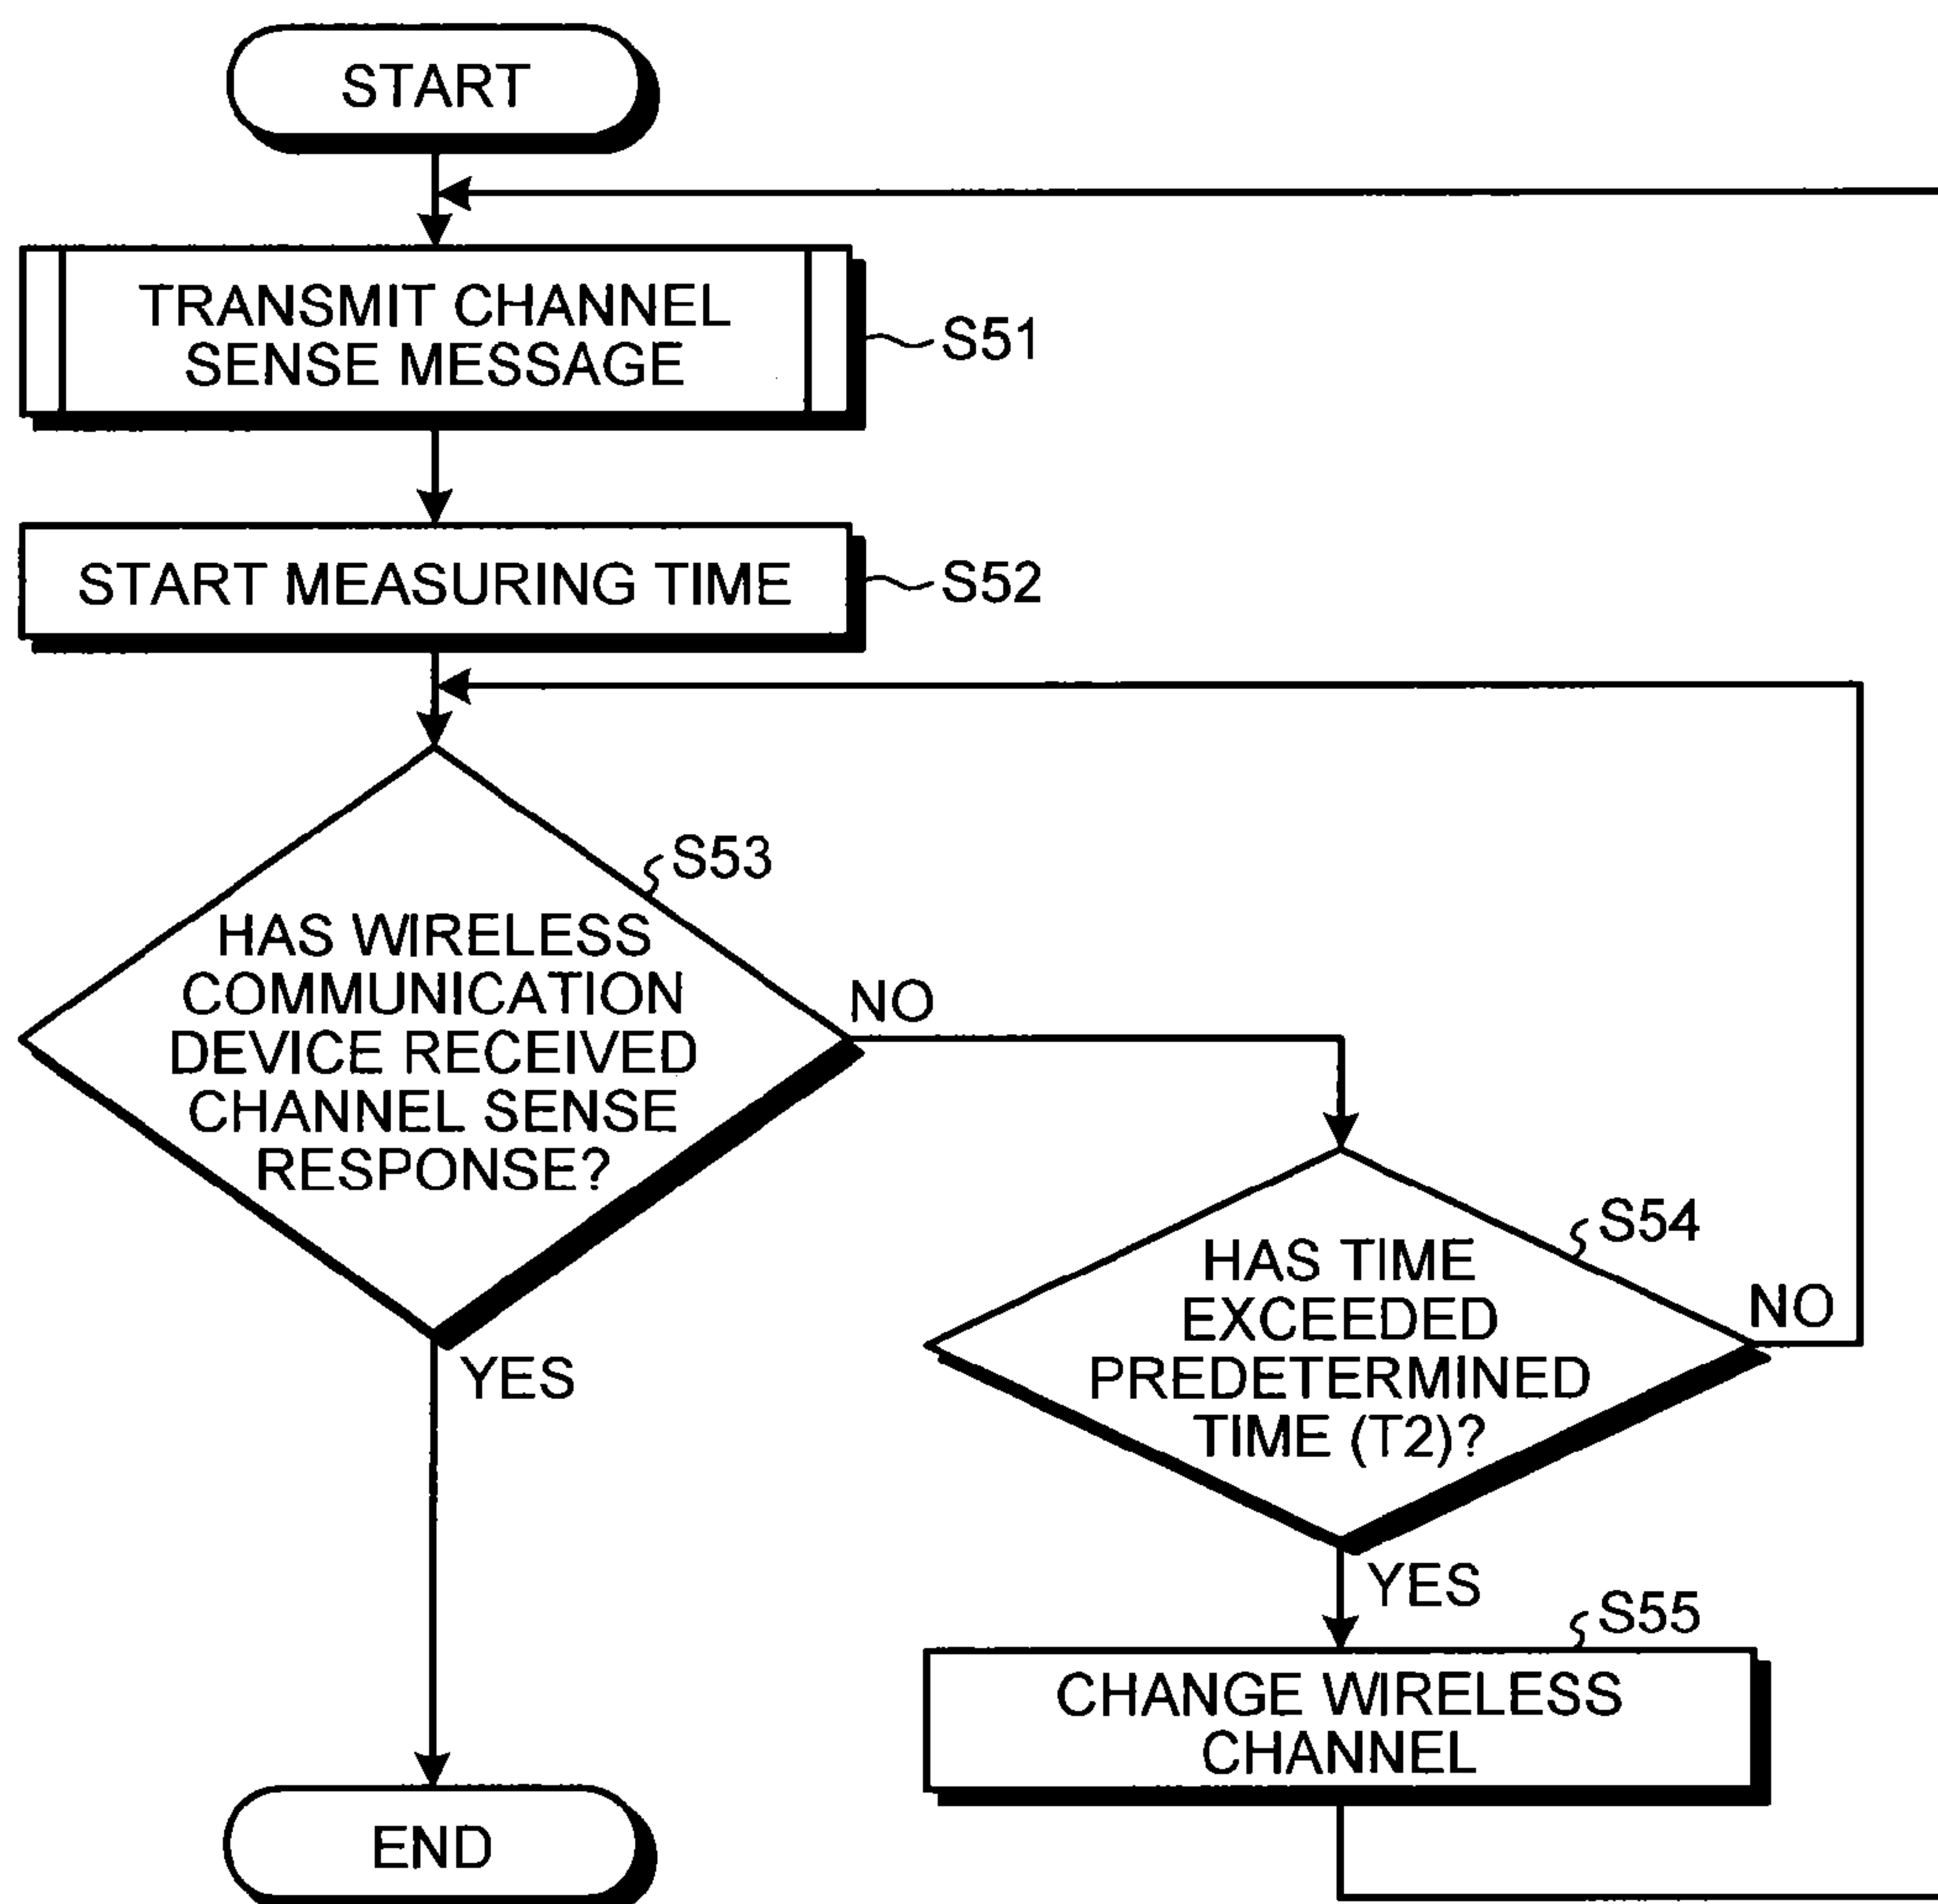 START
TRANSMIT CHANNEL
SENSE MESSAGE
S51
START MEASURING TIME
S52
S53
HAS WIRELESS
COMMUNICATION
DEVICE RECEIVED
CHANNEL SENSE
RESPONSE?
NO
YES
S54
HAS TIME
EXCEEDED
PREDETERMINED
TIME (T2)?
NO
YES
S55
CHANGE WIRELESS
CHANNEL
END